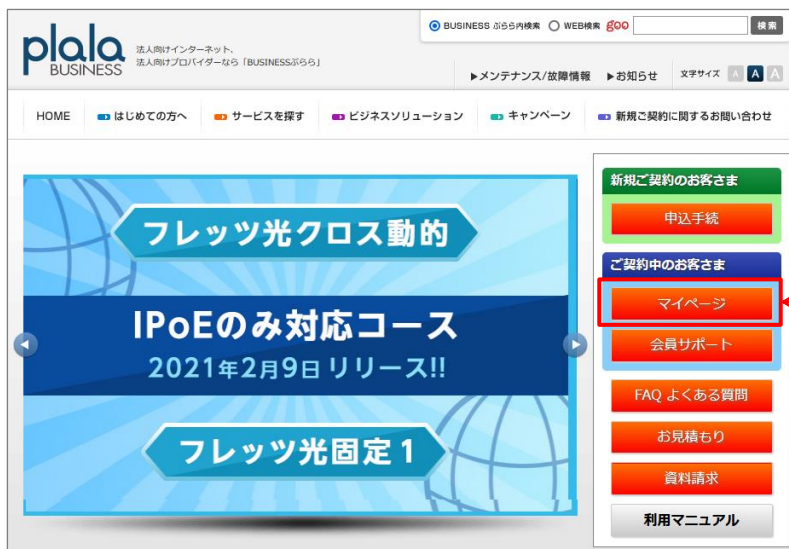 plala
BUSINESS
法人向けインターネット、
法人向けプロバイダーなら「BUSINESSぷらら」
BUSINESS ぷらら内検索 WEB検索 goo 検索
▶メンテナンス/故障情報 ▶お知らせ 文字サイズ A A A
HOME はじめての方へ サービスを探す ビジネスソリューション キャンペーン 新規ご契約に関するお問い合わせ
フレッツ光クロス動的
IPoEのみ対応コース
2021年2月9日 リリース!!
フレッツ光固定1
新規ご契約のお客さま
申込手続
ご契約中のお客さま
マイページ
会員サポート
FAQ よくある質問
お見積もり
資料請求
利用マニュアル